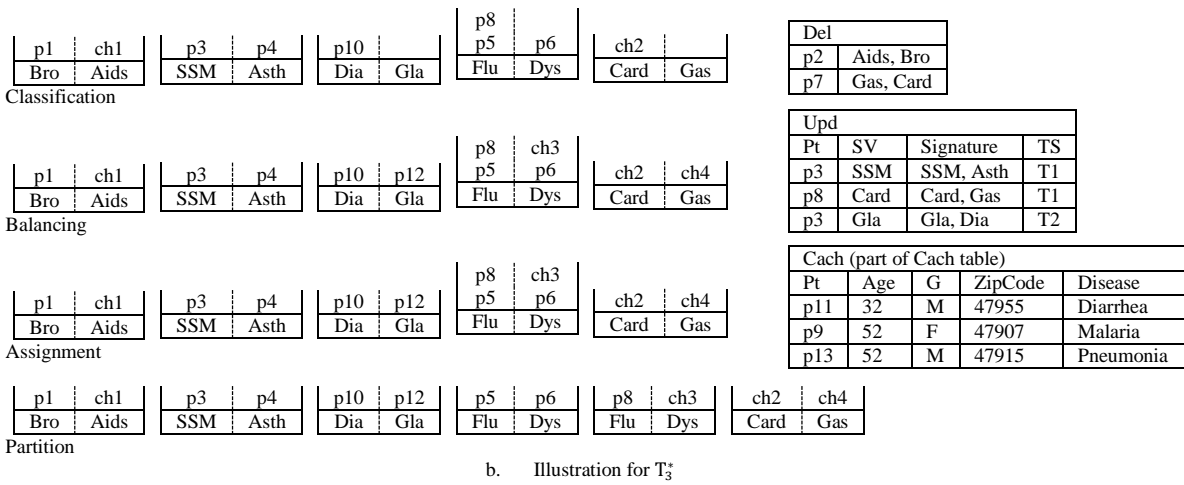 p8
p1 ch1 p3 p4 p10 p5 p6 ch2
Bro Aids SSM Asth Dia Gla Flu Dys Card Gas
Classification
p8 ch3
p1 ch1 p3 p4 p10 p12 p5 p6 ch2 ch4
Bro Aids SSM Asth Dia Gla Flu Dys Card Gas
Balancing
p8 ch3
p1 ch1 p3 p4 p10 p12 p5 p6 ch2 ch4
Bro Aids SSM Asth Dia Gla Flu Dys Card Gas
Assignment
p1 ch1 p3 p4 p10 p12 p5 p6 p8 ch3 ch2 ch4
Bro Aids SSM Asth Dia Gla Flu Dys Flu Dys Card Gas
Partition
Del
p2 Aids, Bro
p7 Gas, Card
Upd
Pt SV Signature TS
p3 SSM SSM, Asth T1
p8 Card Card, Gas T1
p3 Gla Gla, Dia T2
Cach (part of Cach table)
Pt Age G ZipCode Disease
p11 32 M 47955 Diarrhea
p9 52 F 47907 Malaria
p13 52 M 47915 Pneumonia
b. Illustration for T₃*